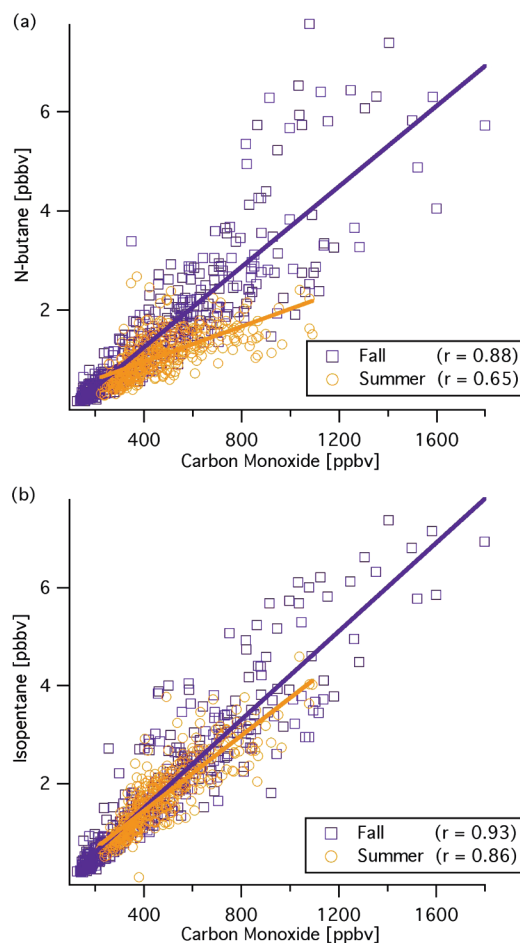 (a)
N-butane [pbbv]
6
4
2
Fall (r = 0.88)
Summer (r = 0.65)
400 800 1200 1600
Carbon Monoxide [ppbv]
(b)
Isopentane [pbbv]
6
4
2
Fall (r = 0.93)
Summer (r = 0.86)
400 800 1200 1600
Carbon Monoxide [ppbv]